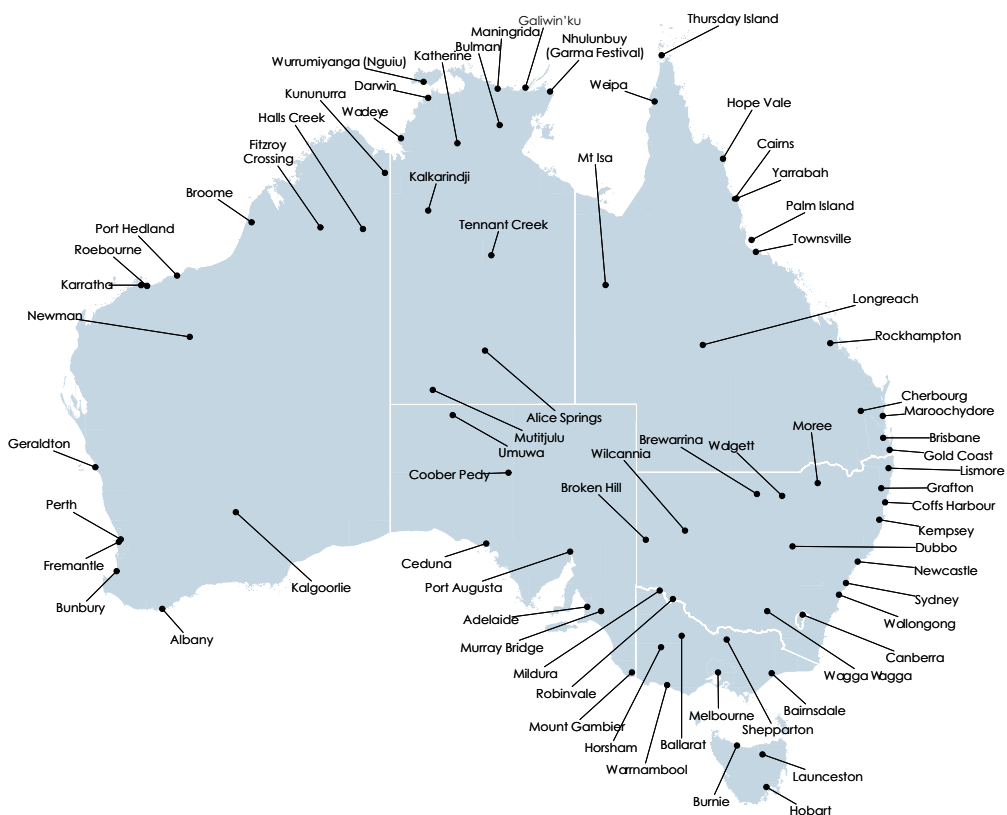 Thursday Island
Galiwin'ku
Maningrida
Nhulunbuy
(Garma Festival)
Bulman
Katherine
Wurrumiyanga (Nguiu)
Darwin
Weipa
Kununurra
Wadeye
Hope Vale
Halls Creek
Cairns
Fitzroy
Crossing
Mt Isa
Yarrabah
Kalkarindji
Broome
Palm Island
Tennant Creek
Port Hedland
Townsville
Roebourne
Karratha
Longreach
Newman
Rockhampton
Cherbourg
Maroochydore
Alice Springs
Moree
Mutitjulu
Brewarrina
Brisbane
Geraldton
Walgett
Umuwa
Wilcannia
Gold Coast
Lismore
Coober Pedy
Broken Hill
Grafton
Perth
Coffs Harbour
Kempsey
Dubbo
Fremantle
Ceduna
Newcastle
Port Augusta
Kalgoorlie
Sydney
Bunbury
Adelaide
Wollongong
Albany
Murray Bridge
Canberra
Mildura
Wagga Wagga
Robinvale
Bairnsdale
Melbourne
Mount Gambier
Shepparton
Horsham
Ballarat
Warrnambool
Launceston
Burnie
Hobart